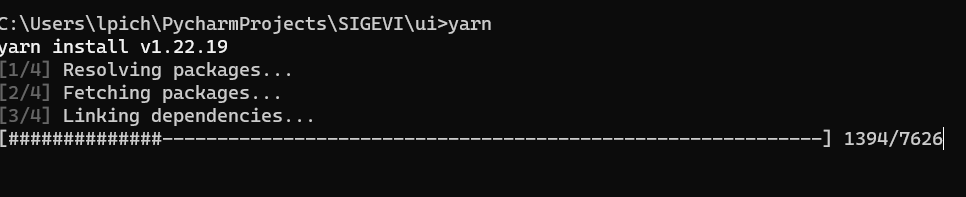 C:\Users\lpich\PycharmProjects\SIGEVI\ui>yarn
yarn install v1.22.19
[1/4] Resolving packages...
[2/4] Fetching packages...
[3/4] Linking dependencies...
[##############------------------------------------------------------------] 1394/7626